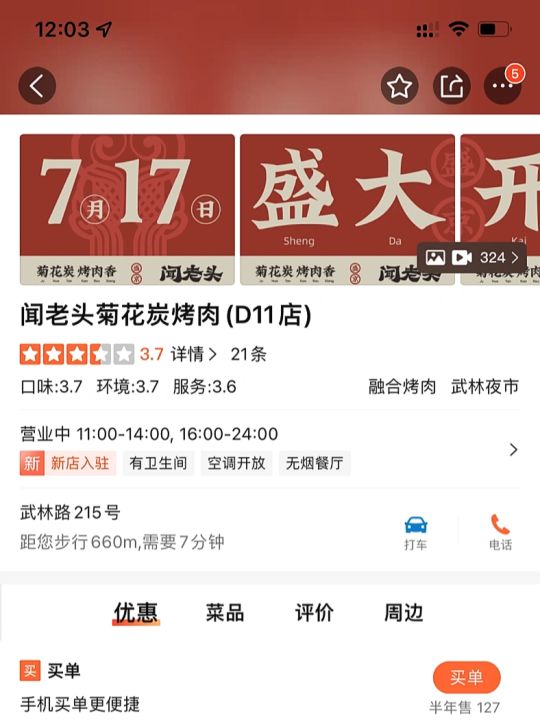 12:03
5
7月17日
盛大开
Sheng Da Kai
盛京
菊花炭烤肉香 闻老头
菊花炭烤肉香 闻老头
324
闻老头菊花炭烤肉(D11店)
3.7 详情 21条
口味:3.7 环境:3.7 服务:3.6 融合烤肉 武林夜市
营业中 11:00-14:00, 16:00-24:00
新 新店入驻 有卫生间 空调开放 无烟餐厅
武林路215号
距您步行660m,需要7分钟
打车 电话
优惠 菜品 评价 周边
买 买单
买单
手机买单更便捷
半年售 127